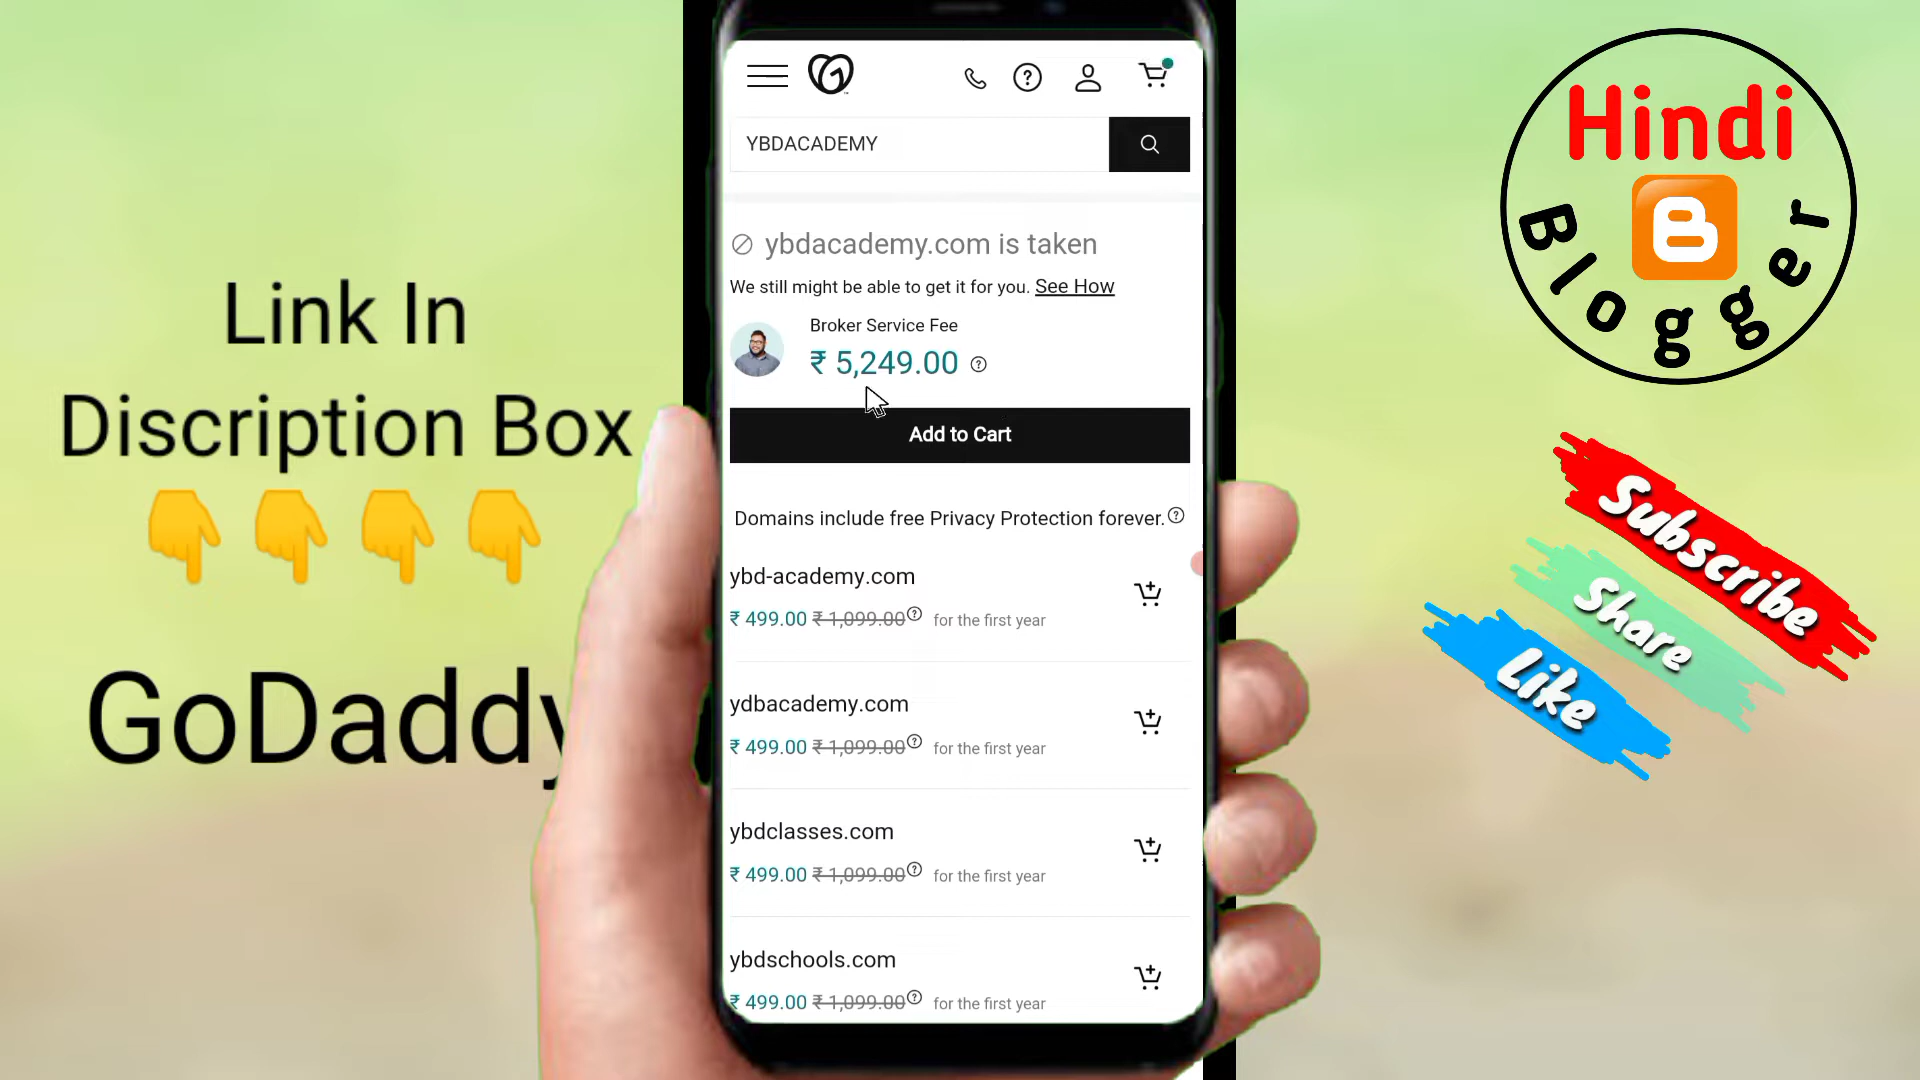 Link In
Discription Box
👇👇👇👇
GoDaddy
YBDACADEMY
ybdacademy.com is taken
We still might be able to get it for you. See How
Broker Service Fee
₹ 5,249.00
Add to Cart
Domains include free Privacy Protection forever.
ybd-academy.com
₹ 499.00 ₹ 1,099.00 for the first year
ydbacademy.com
₹ 499.00 ₹ 1,099.00 for the first year
ybdclasses.com
₹ 499.00 ₹ 1,099.00 for the first year
ybdschools.com
₹ 499.00 ₹ 1,099.00 for the first year
Hindi
Blogger
Subscribe
Share
Like